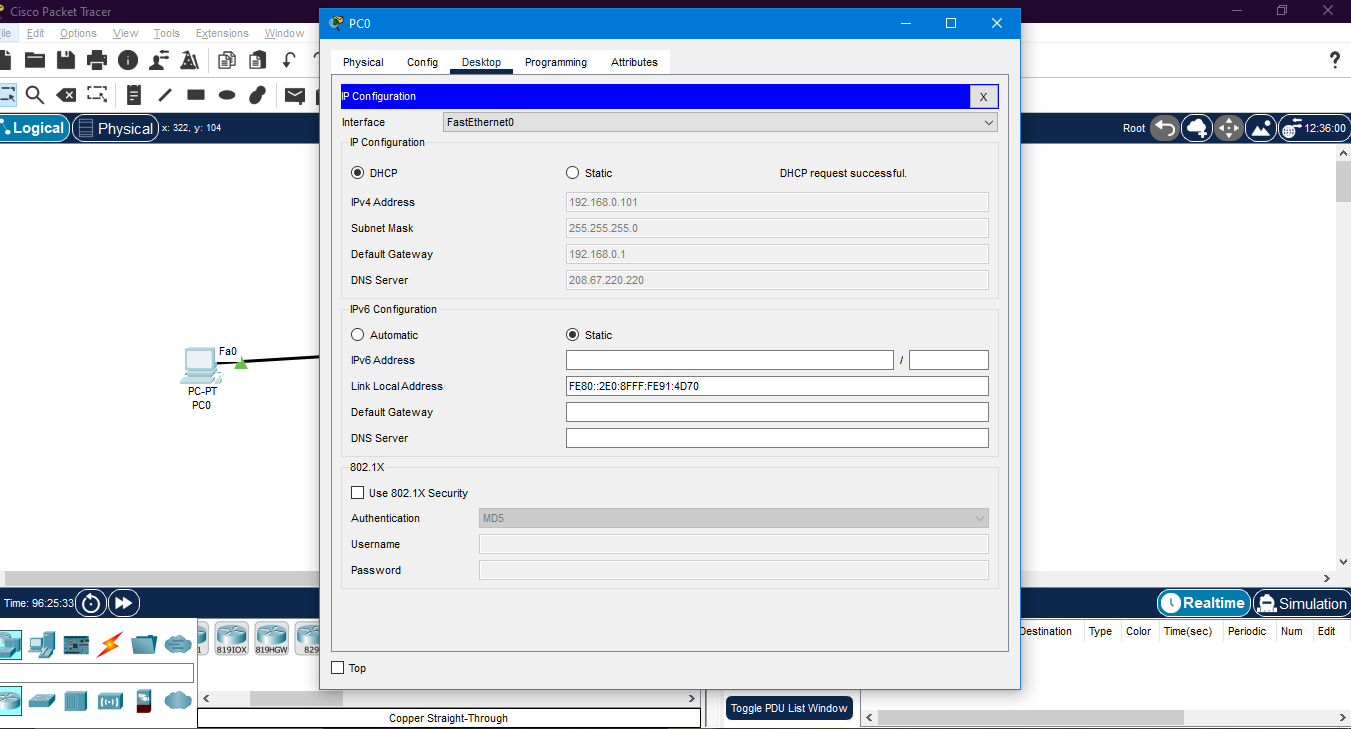 Cisco Packet Tracer
PC0
ile Edit Options View Tools Extensions Window
Physical Config Desktop Programming Attributes
?
IP Configuration X
Interface FastEthernet0
Logical Physical x: 322, y: 104
Root 12:36:00
IP Configuration
DHCP Static DHCP request successful.
IPv4 Address 192.168.0.101
Subnet Mask 255.255.255.0
Default Gateway 192.168.0.1
DNS Server 208.67.220.220
IPv6 Configuration
Automatic Static
IPv6 Address /
Link Local Address FE80::2E0:8FFF:FE91:4D70
Default Gateway
DNS Server
802.1X
Use 802.1X Security
Authentication MD5
Username
Password
Top
Fa0
PC-PT
PC0
Time: 96:25:33
Realtime Simulation
1 819IOX 819HGW 829
Destination Type Color Time(sec) Periodic Num Edit
Toggle PDU List Window
Copper Straight-Through